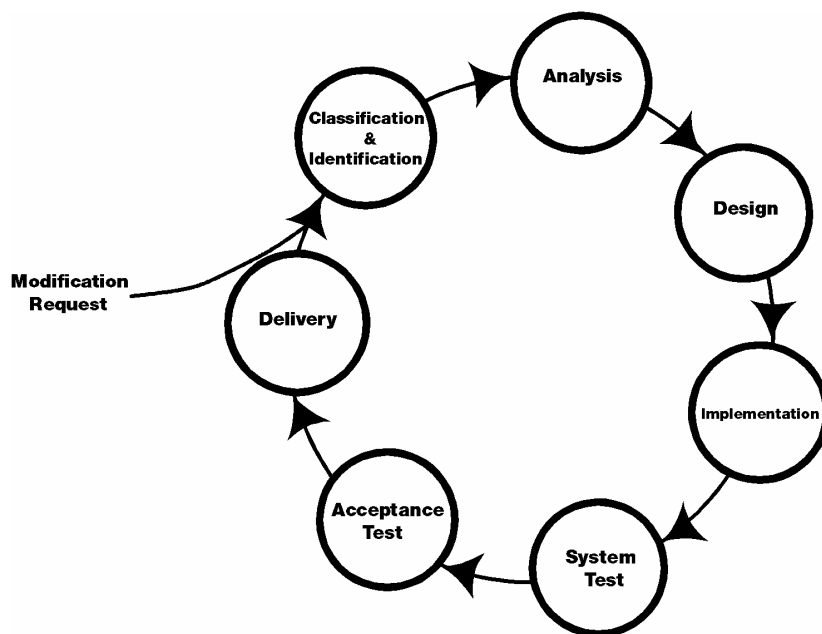 Analysis
Classification
&
Identification
Design
Modification
Request
Delivery
Implementation
Acceptance
Test
System
Test